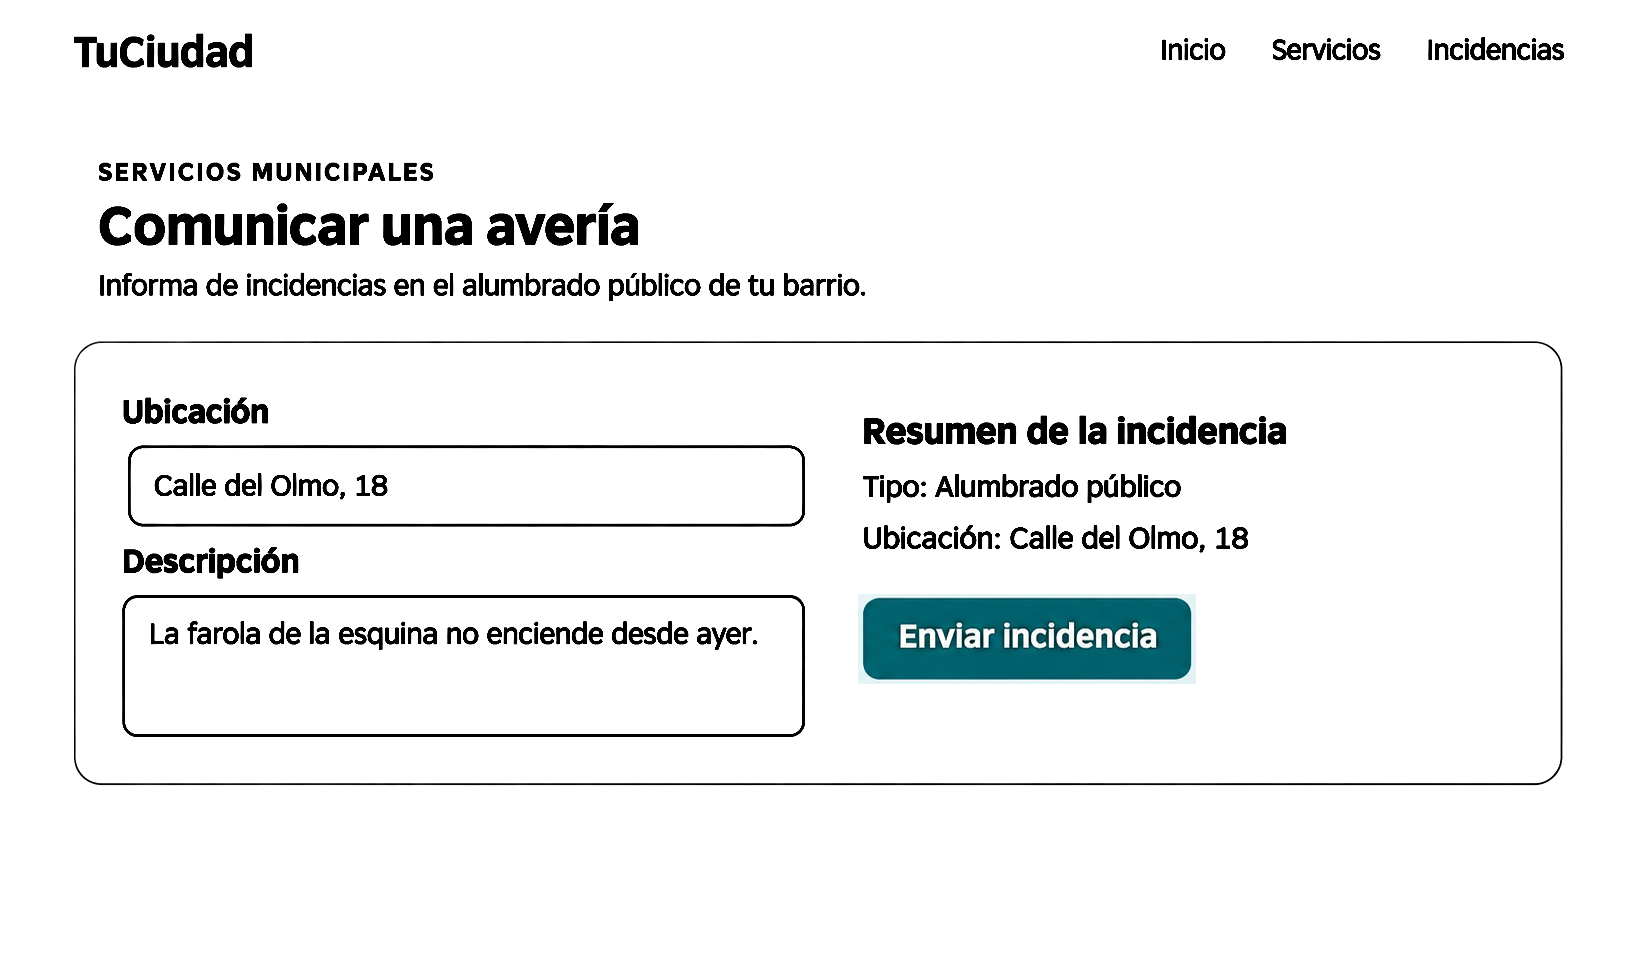 TuCiudad
Inicio Servicios Incidencias
SERVICIOS MUNICIPALES
Comunicar una avería
Informa de incidencias en el alumbrado público de tu barrio.
Ubicación
Calle del Olmo, 18
Descripción
La farola de la esquina no enciende desde ayer.
Resumen de la incidencia
Tipo: Alumbrado público
Ubicación: Calle del Olmo, 18
Enviar incidencia